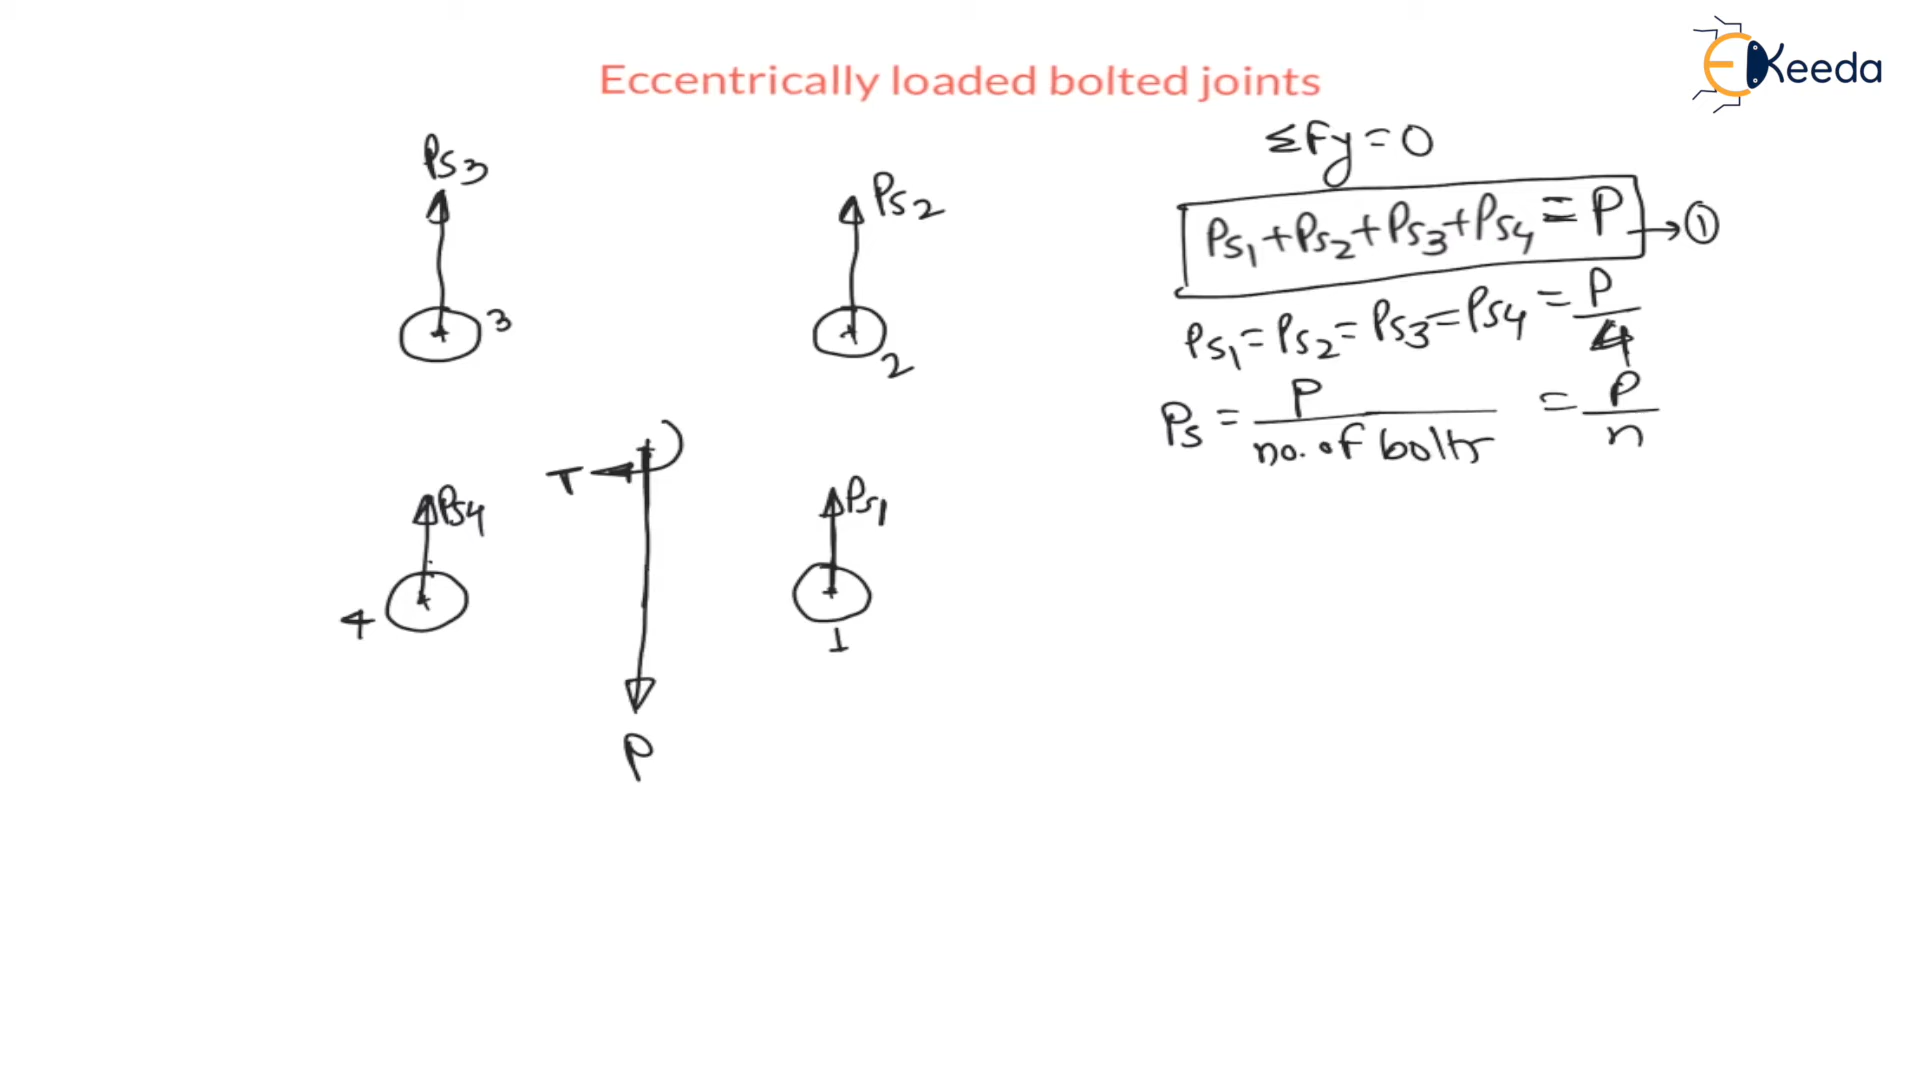 EKeeda
Eccentrically loaded bolted joints
ΣFy=0
Ps1+Ps2+Ps3+Ps4=P →①
Ps1=Ps2=Ps3=Ps4=P/4
Ps = P/no. of bolts = P/n
Ps3
3
Ps2
2
T
Ps4
4
Ps1
1
P